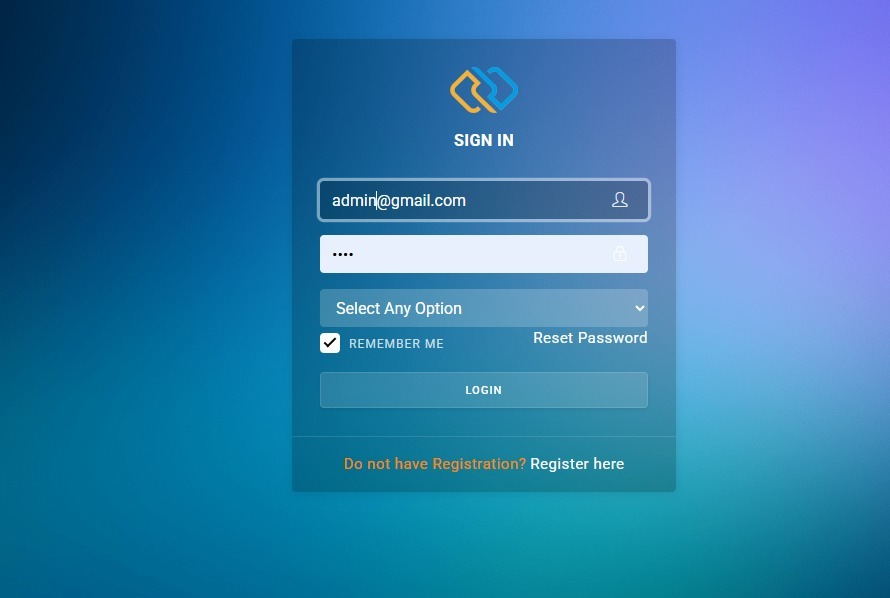 SIGN IN
admin@gmail.com
••••
Select Any Option
REMEMBER ME
Reset Password
LOGIN
Do not have Registration? Register here